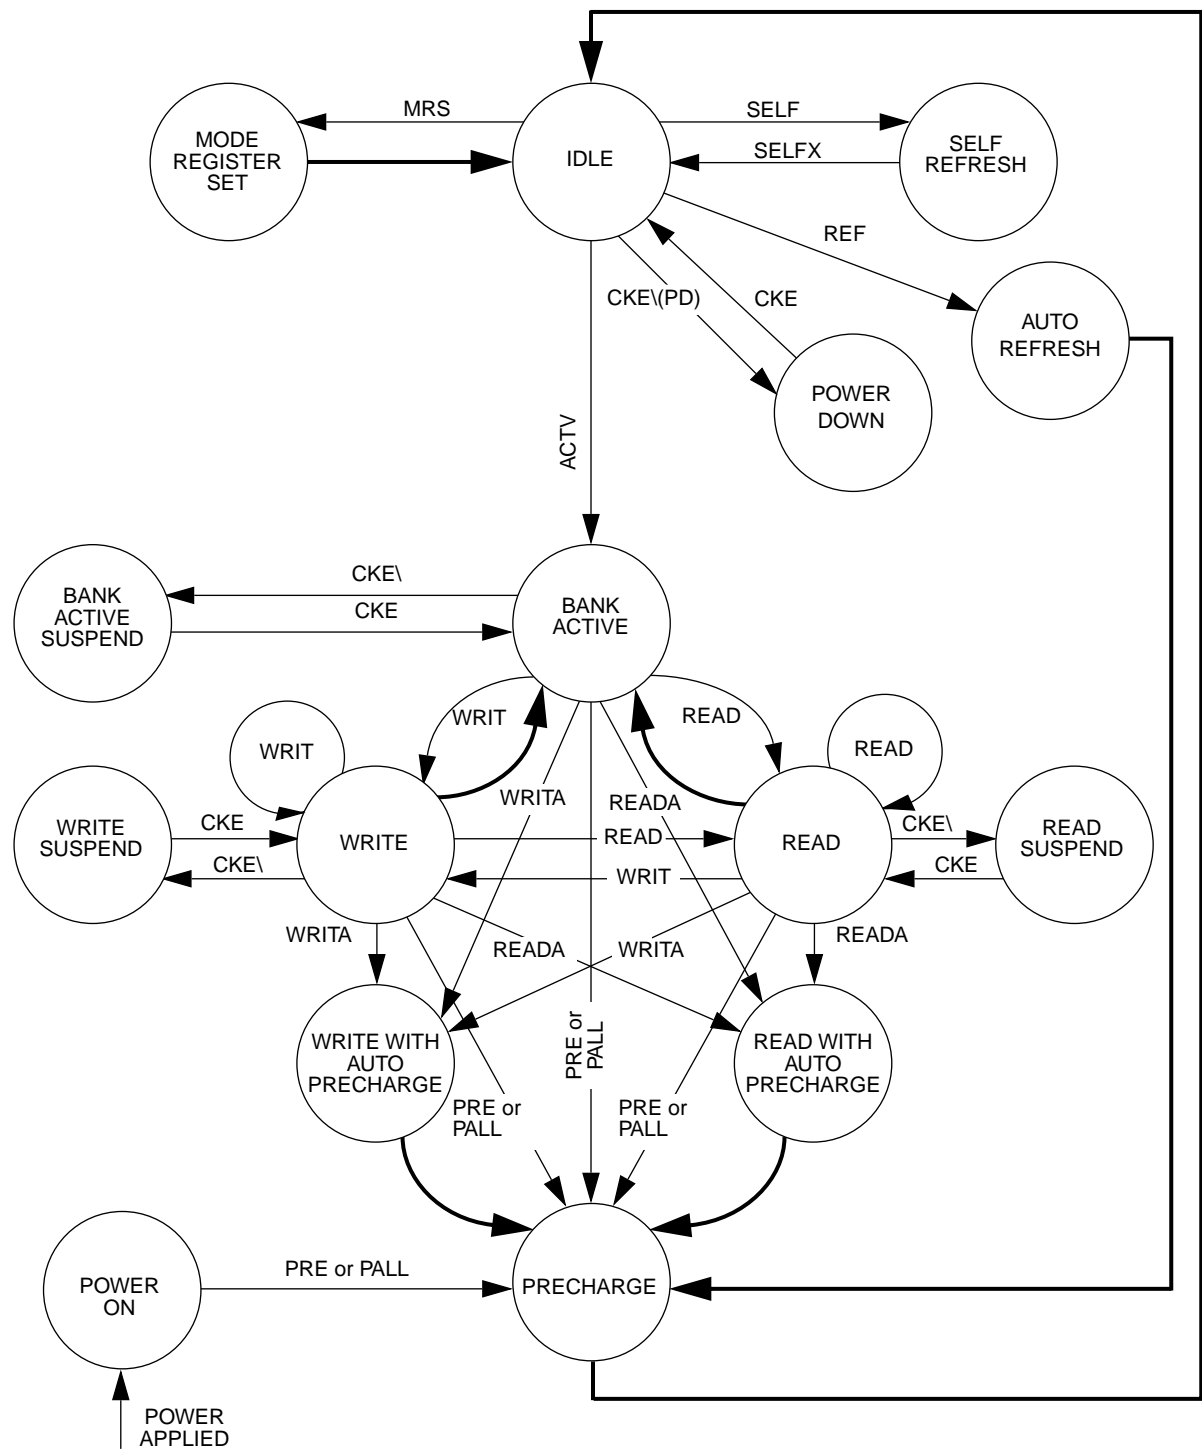 MRS
SELF
MODE
REGISTER
SET
IDLE
SELFX
SELF
REFRESH
REF
CKE\(PD)
CKE
AUTO
REFRESH
POWER
DOWN
ACTV
BANK
ACTIVE
SUSPEND
CKE\
CKE
BANK
ACTIVE
WRIT
READ
WRIT
READ
WRITA
READA
WRITE
SUSPEND
CKE
CKE\
WRITE
READ
WRIT
READ
CKE\
CKE
READ
SUSPEND
WRITA
READA
WRITA
READA
WRITE WITH
AUTO
PRECHARGE
PRE or
PALL
READ WITH
AUTO
PRECHARGE
PRE or
PALL
PRE or
PALL
POWER
ON
PRE or PALL
PRECHARGE
POWER
APPLIED